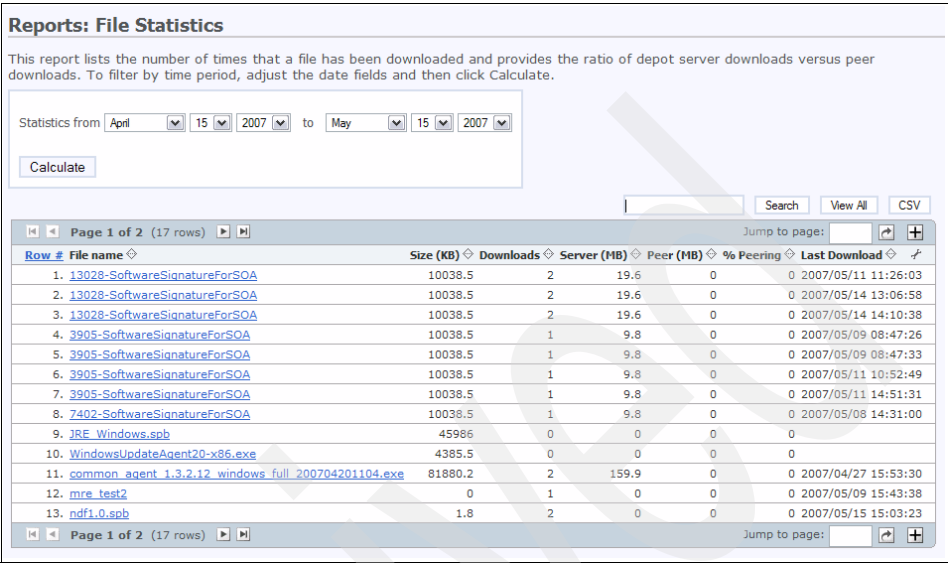 Reports: File Statistics
This report lists the number of times that a file has been downloaded and provides the ratio of depot server downloads versus peer
downloads. To filter by time period, adjust the date fields and then click Calculate.
Statistics from April 15 2007 to May 15 2007
Calculate
Search View All CSV
Page 1 of 2 (17 rows) Jump to page:
Row # File name Size (KB) Downloads Server (MB) Peer (MB) % Peering Last Download
1. 13028-SoftwareSignatureForSOA 10038.5 2 19.6 0 0 2007/05/11 11:26:03
2. 13028-SoftwareSignatureForSOA 10038.5 2 19.6 0 0 2007/05/14 13:06:58
3. 13028-SoftwareSignatureForSOA 10038.5 2 19.6 0 0 2007/05/14 14:10:38
4. 3905-SoftwareSignatureForSOA 10038.5 1 9.8 0 0 2007/05/09 08:47:26
5. 3905-SoftwareSignatureForSOA 10038.5 1 9.8 0 0 2007/05/09 08:47:33
6. 3905-SoftwareSignatureForSOA 10038.5 1 9.8 0 0 2007/05/11 10:52:49
7. 3905-SoftwareSignatureForSOA 10038.5 1 9.8 0 0 2007/05/11 14:51:31
8. 7402-SoftwareSignatureForSOA 10038.5 1 9.8 0 0 2007/05/08 14:31:00
9. JRE_Windows.spb 45986 0 0 0 0
10. WindowsUpdateAgent20-x86.exe 4385.5 0 0 0 0
11. common_agent_1.3.2.12_windows_full_200704201104.exe 81880.2 2 159.9 0 0 2007/04/27 15:53:30
12. mre_test2 0 1 0 0 0 2007/05/09 15:43:38
13. ndf1.0.spb 1.8 2 0 0 0 2007/05/15 15:03:23
Page 1 of 2 (17 rows) Jump to page: